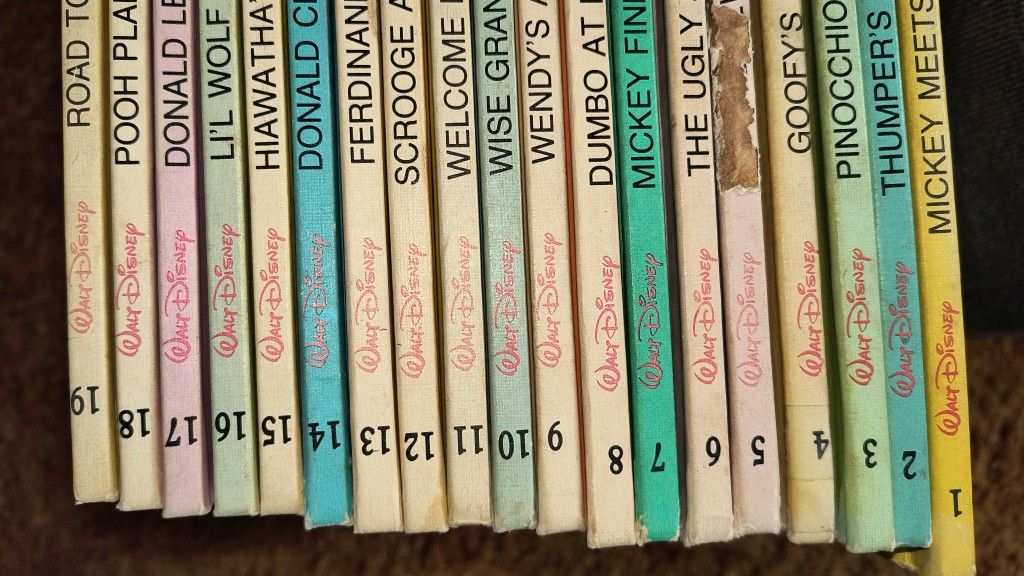 19
WALT DISNEY ROAD TO
18
WALT DISNEY POOH PLA
17
WALT DISNEY DONALD LE
16
WALT DISNEY LI'L WOLF
15
WALT DISNEY HIAWATHA
14
WALT DISNEY DONALD C
13
WALT DISNEY FERDINAN
12
WALT DISNEY SCROOGE A
11
WALT DISNEY WELCOME
10
WALT DISNEY WISE GRAN
9
WALT DISNEY WENDY'S
8
WALT DISNEY DUMBO AT
7
WALT DISNEY MICKEY FIN
6
WALT DISNEY THE UGLY
5
WALT DISNEY
4
WALT DISNEY GOOFY'S
3
WALT DISNEY PINOCCHIO
2
WALT DISNEY THUMPER'S
1
WALT DISNEY MICKEY MEETS